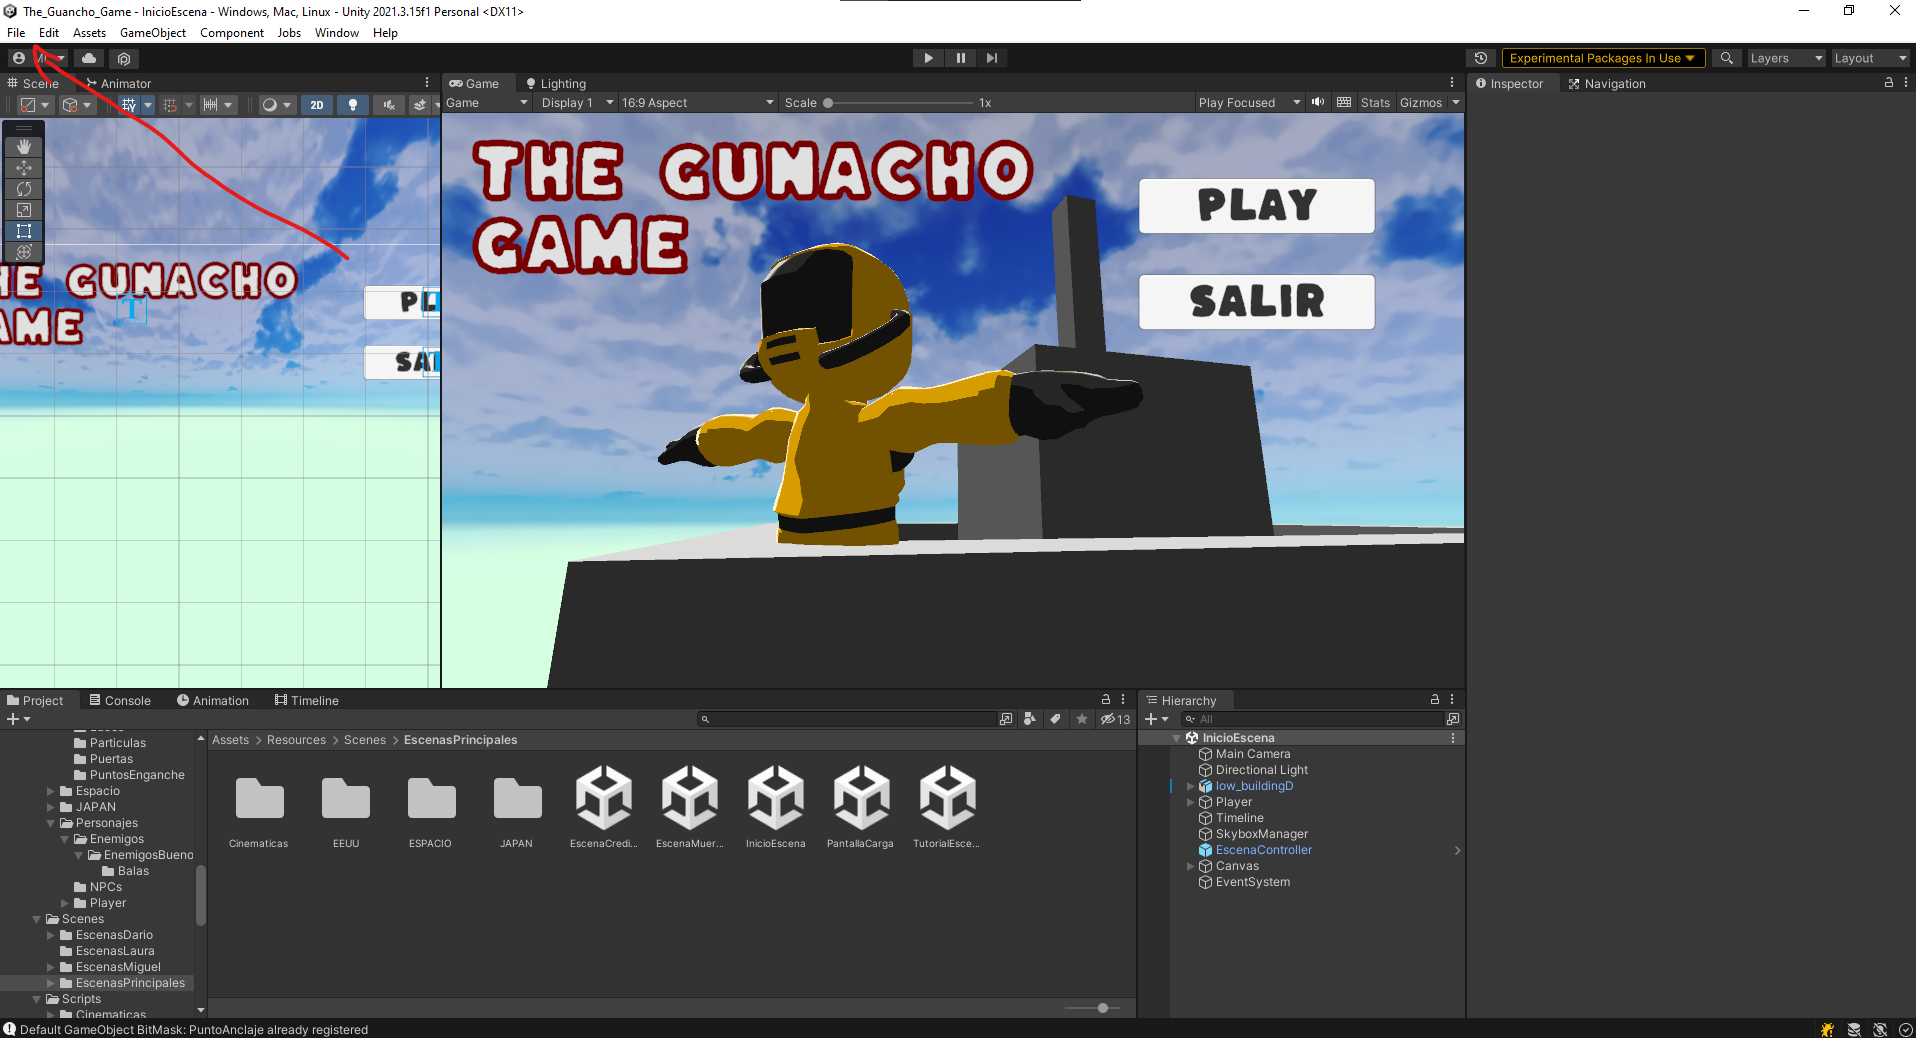 The_Guancho_Game - InicioEscena - Windows, Mac, Linux - Unity 2021.3.15f1 Personal <DX11>
File Edit Assets GameObject Component Jobs Window Help
Experimental Packages In Use Layers Layout
Scene Animator
2D
THE GUNACHO
GAME
Game Lighting
Game Display 1 16:9 Aspect Scale 1x Play Focused Stats Gizmos
THE GUNACHO
GAME
PLAY
SALIR
Inspector Navigation
Project Console Animation Timeline
13
Particulas
Puertas
PuntosEnganche
Espacio
JAPAN
Personajes
Enemigos
EnemigosBueno
Balas
NPCs
Player
Scenes
EscenasDario
EscenasLaura
EscenasMiguel
EscenasPrincipales
Scripts
Cinematicas
Assets > Resources > Scenes > EscenasPrincipales
Cinematicas EEUU ESPACIO JAPAN EscenaCredi... EscenaMuer... InicioEscena PantallaCarga TutorialEsce...
Hierarchy
All
InicioEscena
Main Camera
Directional Light
low_buildingD
Player
Timeline
SkyboxManager
EscenaController
Canvas
EventSystem
Default GameObject BitMask: PuntoAnclaje already registered